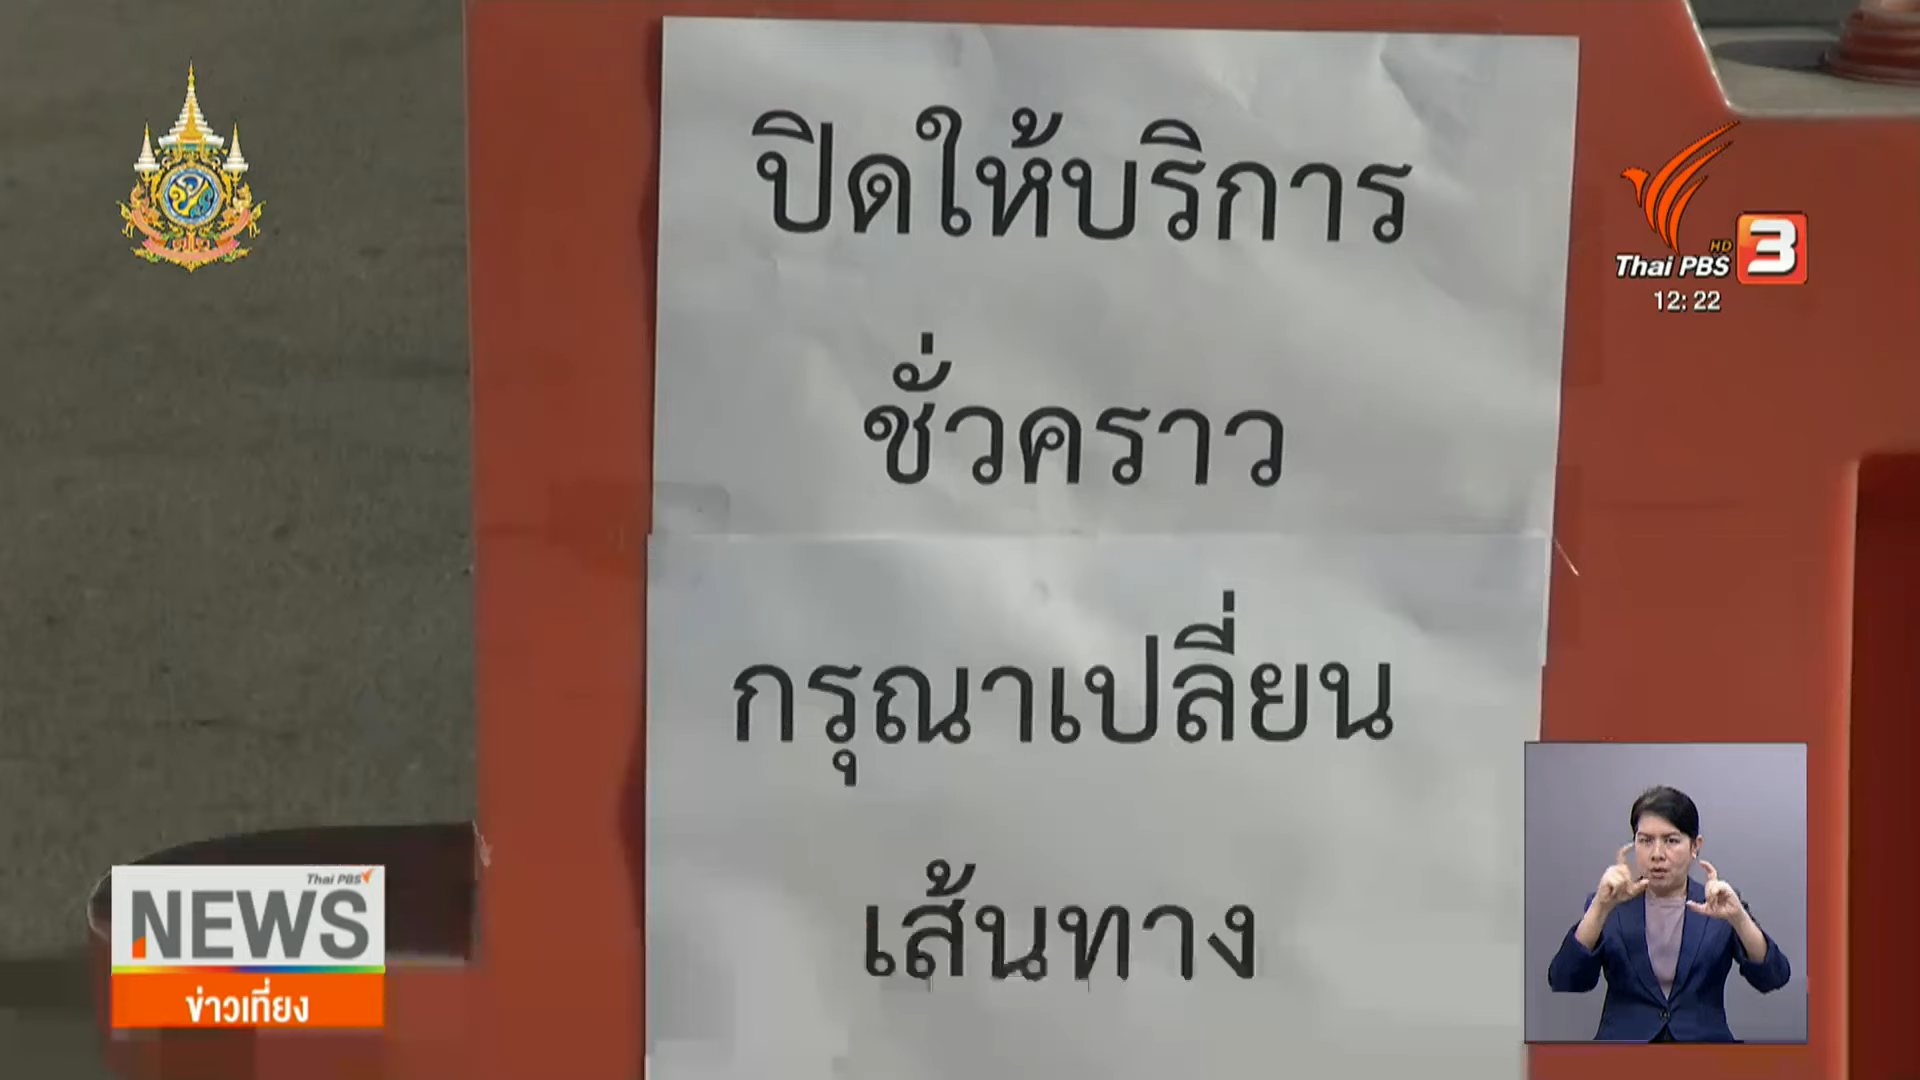 ปิดให้บริการ
ชั่วคราว
กรุณาเปลี่ยน
เส้นทาง
HD
Thai PBS 3
12:22
Thai PBS
NEWS
ข่าวเที่ยง